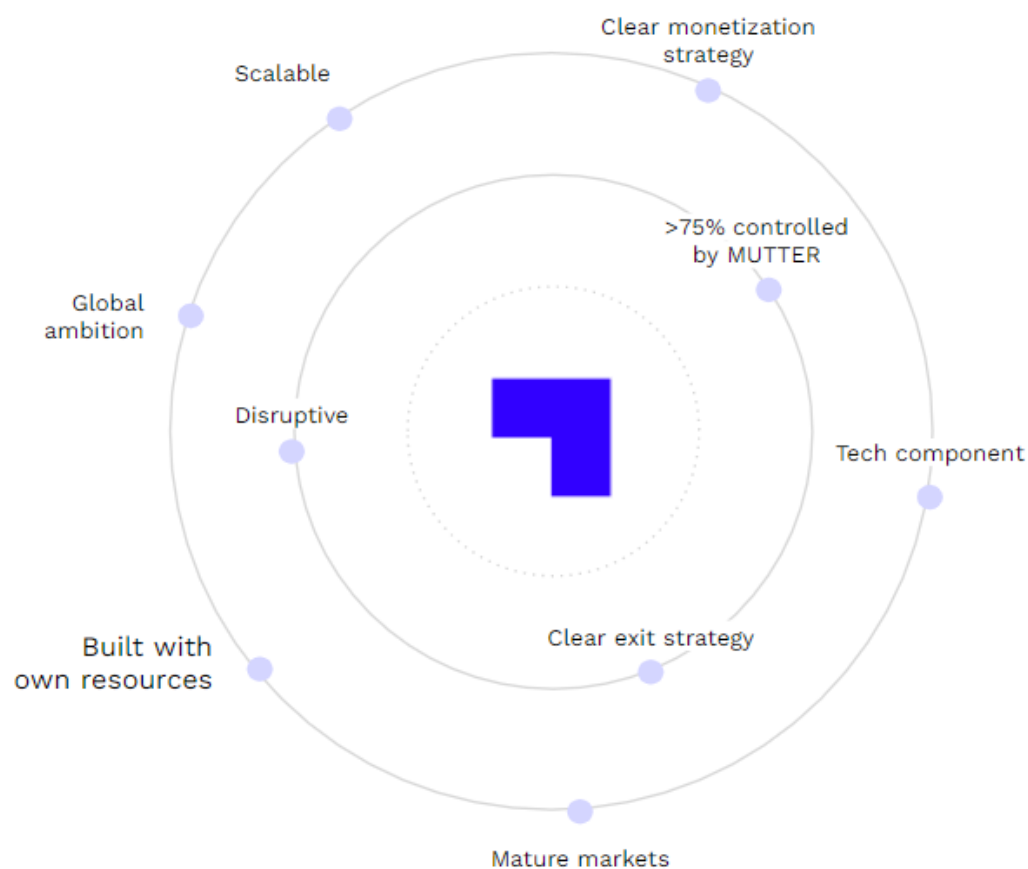 Clear monetization
strategy
Scalable
>75% controlled
by MUTTER
Global
ambition
Disruptive
Tech component
Clear exit strategy
Built with
own resources
Mature markets